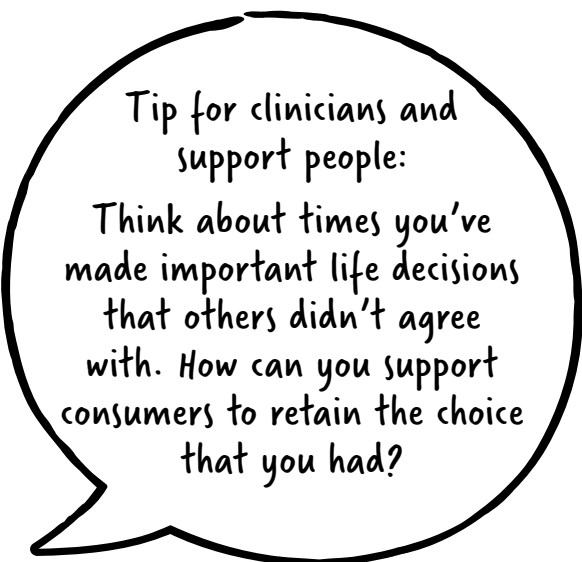 Tip for clinicians and
support people:
Think about times you've
made important life decisions
that others didn't agree
with. How can you support
consumers to retain the choice
that you had?